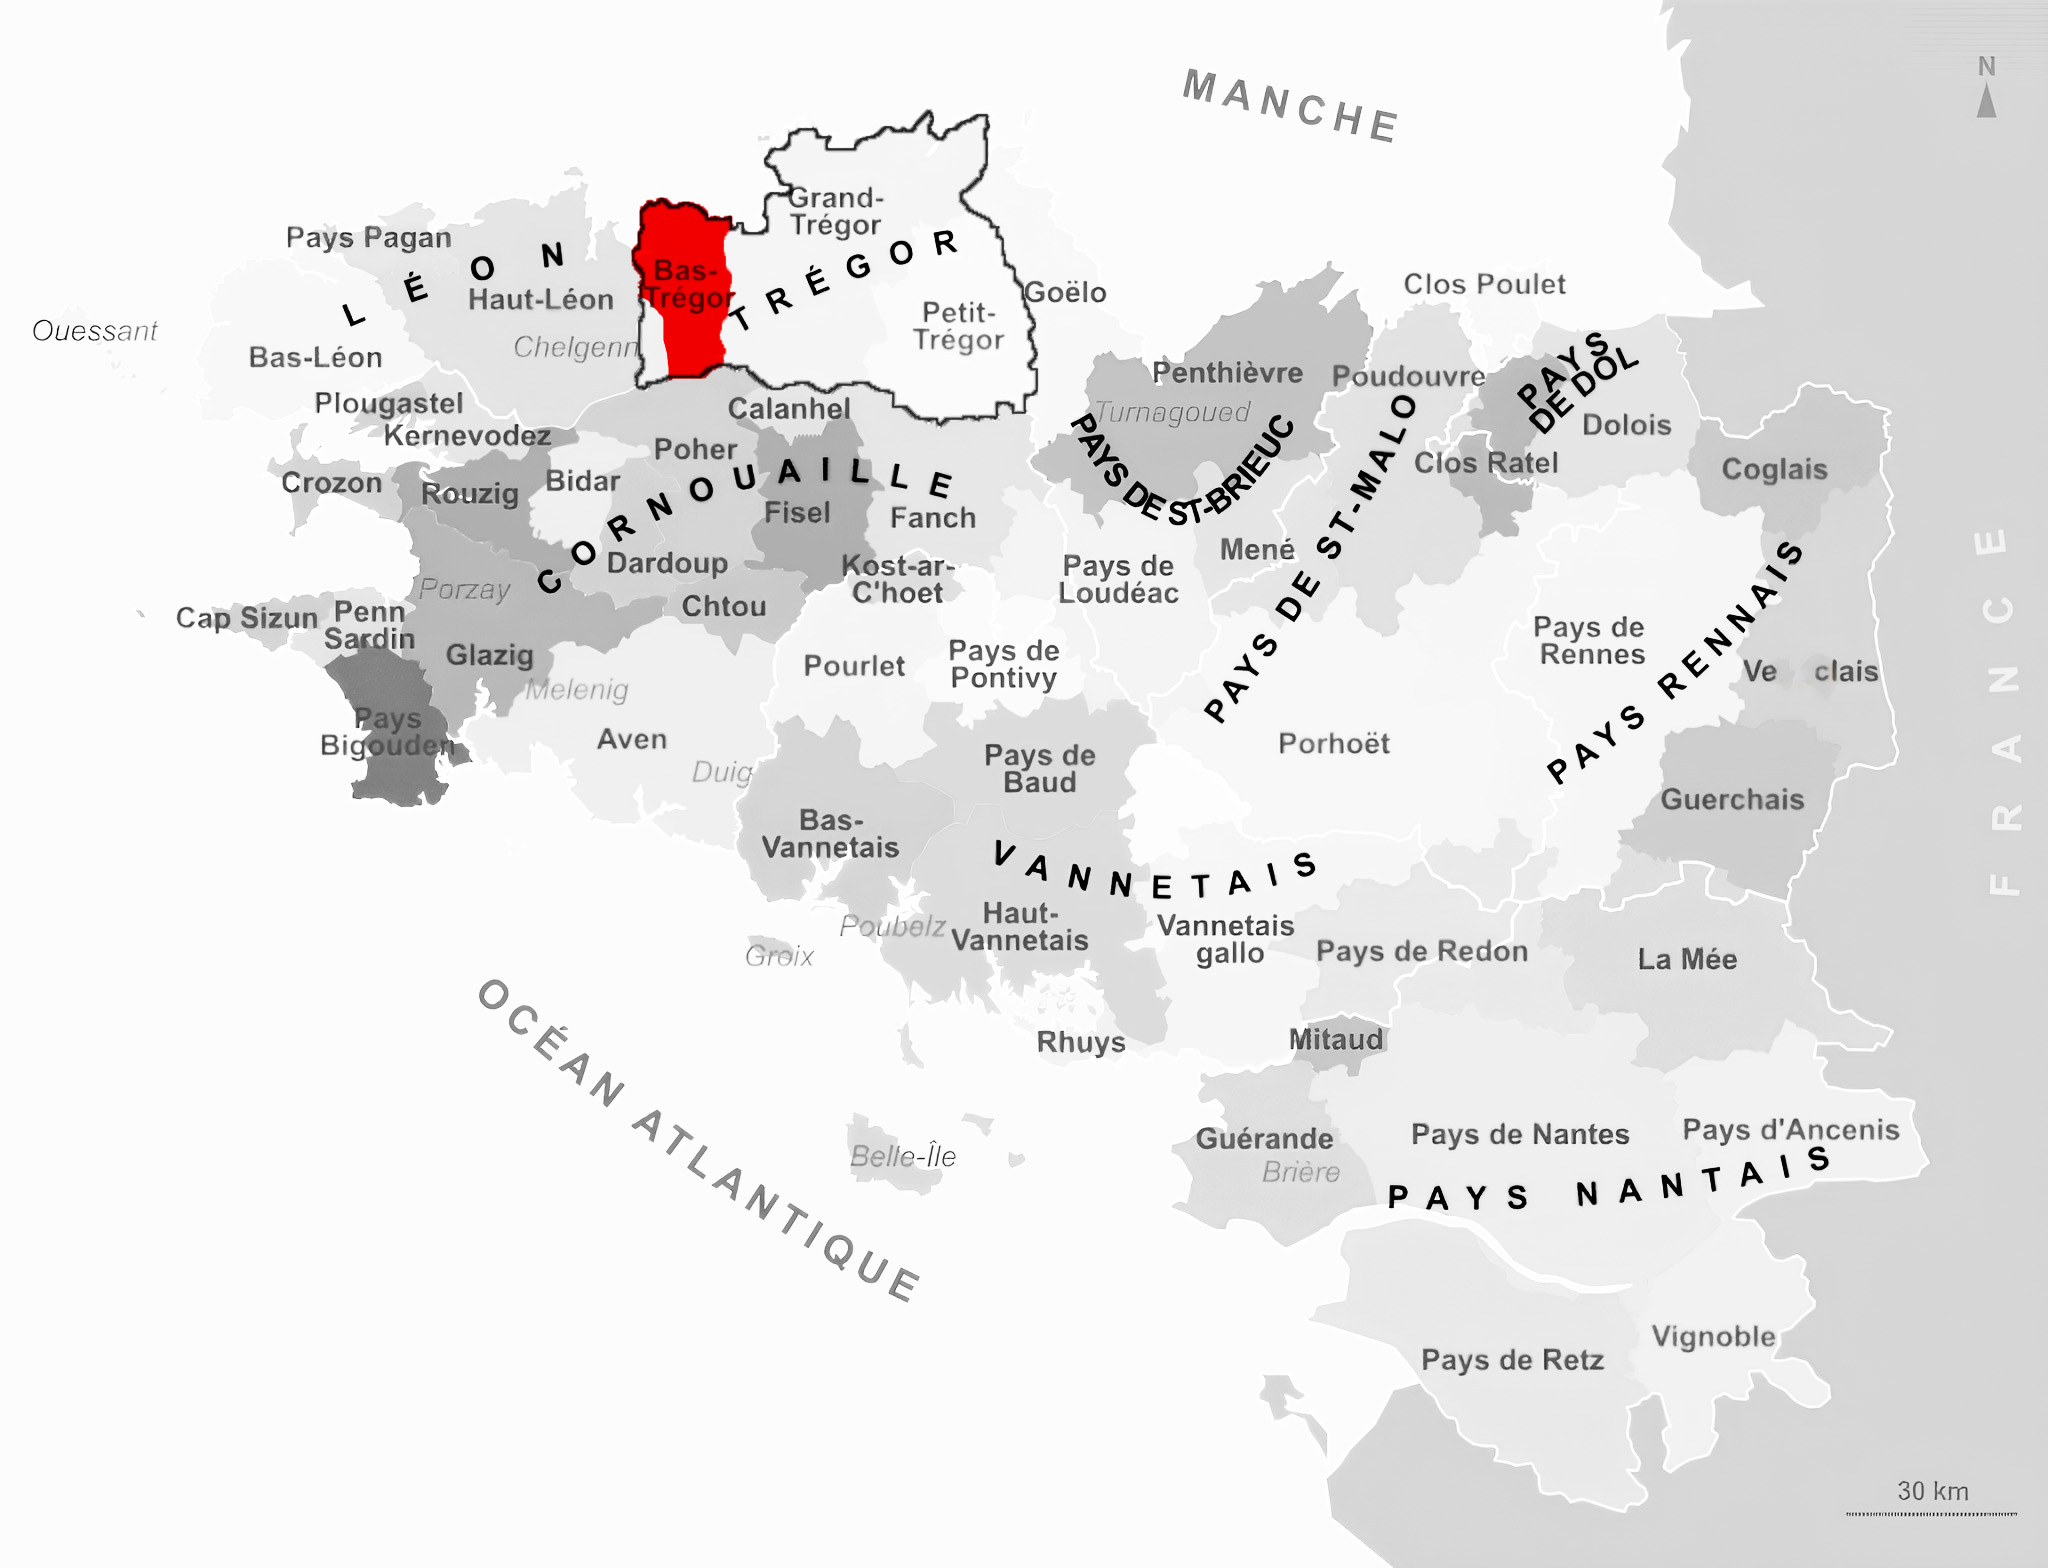 MANCHE
N
Grand-
Trégor
Pays Pagan
LÉON
Haut-Léon
Bas-
Trégor
TRÉGOR
Petit-
Trégor
Goëlo
Clos Poulet
Ouessant
Chelgenn
Bas-Léon
Penthièvre
Poudouvre
PAYS
DE DOL
Dolois
Plougastel
Kernevodez
Calanhel
Turnagoued
PAYS DE ST-BRIEUC
PAYS DE ST-MALO
Crozon
Rouzig
Bidar
Poher
CORNOUAILLE
Fisel
Fanch
Clos Ratel
Coglais
Mené
Porzay
Dardoup
Kost-ar-
C'hoet
Pays de
Loudéac
Cap Sizun
Penn
Sardin
Chtou
Glazig
Melenig
Pourlet
Pays de
Pontivy
Pays de
Rennes
PAYS RENNAIS
Ve clais
FRANCE
Pays
Bigouden
Aven
Duig
Pays de
Baud
Porhoët
Guerchais
Bas-
Vannetais
VANNETAIS
Poubelz
Groix
Haut-
Vannetais
Vannetais
gallo
Pays de Redon
La Mée
Rhuys
Mitaud
OCÉAN ATLANTIQUE
Belle-Île
Guérande
Brière
Pays de Nantes
Pays d'Ancenis
PAYS NANTAIS
Pays de Retz
Vignoble
30 km